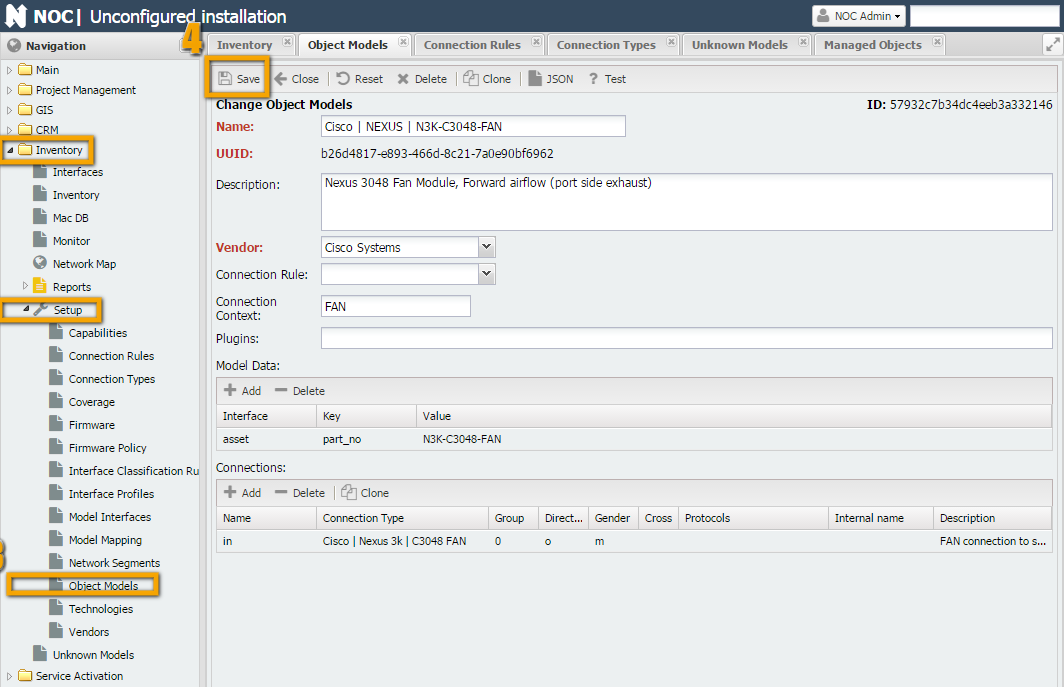 NOC | Unconfigured installation
NOC Admin
Navigation
4
Inventory
Object Models
Connection Rules
Connection Types
Unknown Models
Managed Objects
Main
Project Management
GIS
CRM
Inventory
Interfaces
Inventory
Mac DB
Monitor
Network Map
Reports
Setup
Capabilities
Connection Rules
Connection Types
Coverage
Firmware
Firmware Policy
Interface Classification Ru
Interface Profiles
Model Interfaces
Model Mapping
Network Segments
3
Object Models
Technologies
Vendors
Unknown Models
Service Activation
Save Close Reset Delete Clone JSON ? Test
Change Object Models
ID: 57932c7b34dc4eeb3a332146
Name: Cisco | NEXUS | N3K-C3048-FAN
UUID: b26d4817-e893-466d-8c21-7a0e90bf6962
Description: Nexus 3048 Fan Module, Forward airflow (port side exhaust)
Vendor: Cisco Systems
Connection Rule:
Connection Context: FAN
Plugins:
Model Data:
Add Delete
Interface Key Value
asset part_no N3K-C3048-FAN
Connections:
Add Delete Clone
Name Connection Type Group Direct... Gender Cross Protocols Internal name Description
in Cisco | Nexus 3k | C3048 FAN 0 o m FAN connection to s...